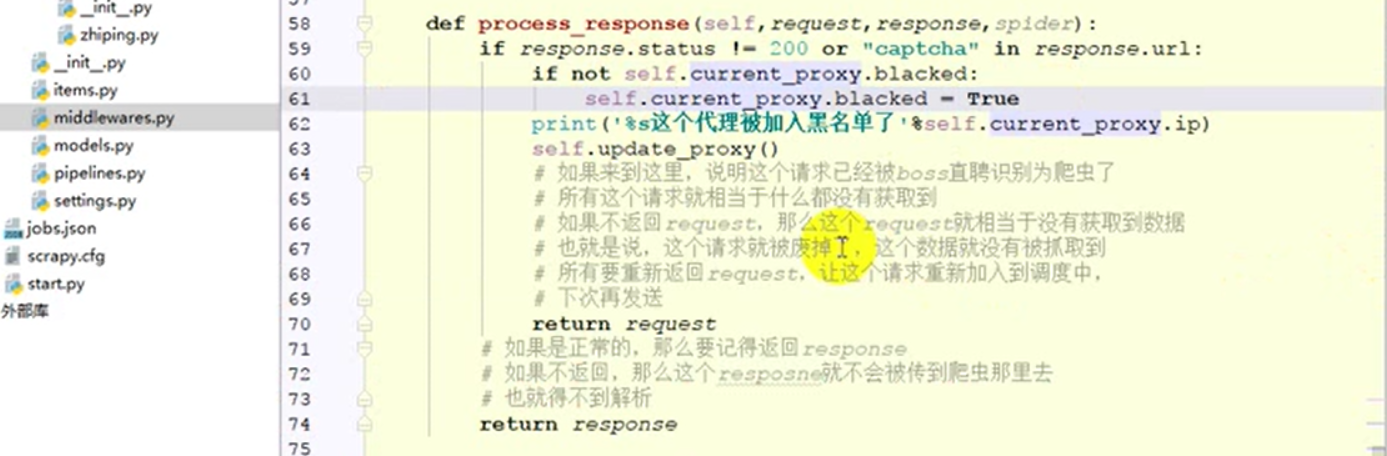 __init__.py
zhiping.py
__init__.py
items.py
middlewares.py
models.py
pipelines.py
settings.py
jobs.json
scrapy.cfg
start.py
外部库
58 def process_response(self,request,response,spider):
59 if response.status != 200 or "captcha" in response.url:
60 if not self.current_proxy.blacked:
61 self.current_proxy.blacked = True
62 print('%s这个代理被加入黑名单了'%self.current_proxy.ip)
63 self.update_proxy()
64 # 如果来到这里，说明这个请求已经被boss直聘识别为爬虫了
65 # 所有这个请求就相当于什么都没有获取到
66 # 如果不返回request，那么这个request就相当于没有获取到数据
67 # 也就是说，这个请求就被废掉了，这个数据就没有被抓取到
68 # 所有要重新返回request，让这个请求重新加入到调度中，
69 # 下次再发送
70 return request
71 # 如果是正常的，那么要记得返回response
72 # 如果不返回，那么这个resposne就不会被传到爬虫那里去
73 # 也就得不到解析
74 return response
75